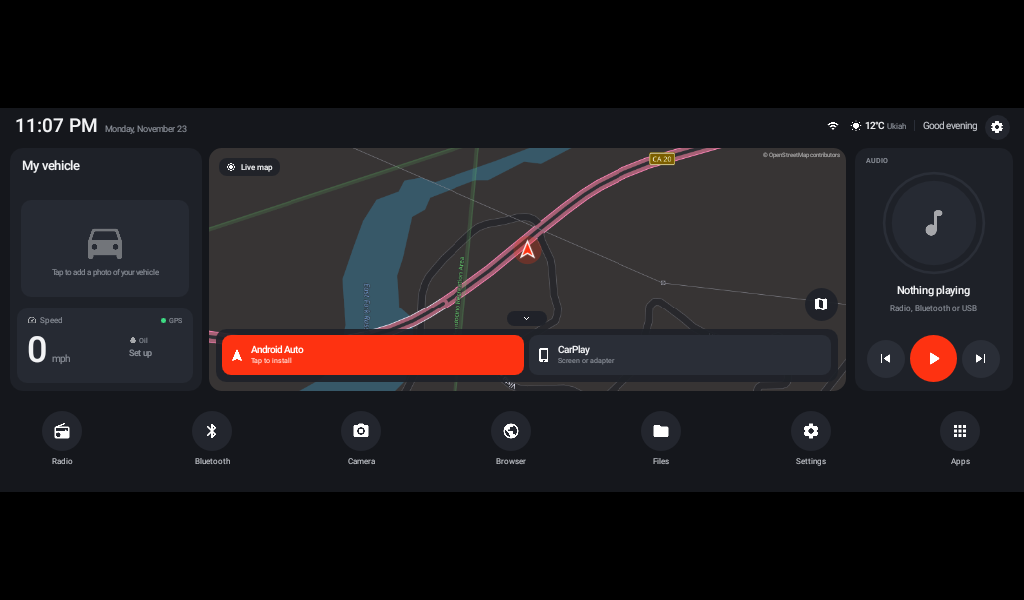 11:07 PM Monday, November 23
12°C Ukiah Good evening
My vehicle
Tap to add a photo of your vehicle
Speed GPS
0 mph
Oil
Set up
Live map
CA 20
© OpenStreetMap contributors
Android Auto
Tap to install
CarPlay
Screen or adapter
AUDIO
Nothing playing
Radio, Bluetooth or USB
Radio
Bluetooth
Camera
Browser
Files
Settings
Apps